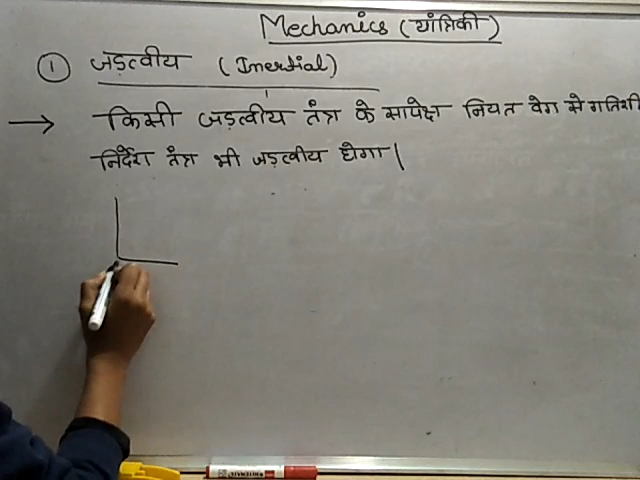 Mechanics (यांत्रिकी)
① जड़त्वीय (Inertial)
→ किसी जड़त्वीय तंत्र के सापेक्ष नियत वेग से गतिशी
निर्देश तंत्र भी जड़त्वीय होगा।